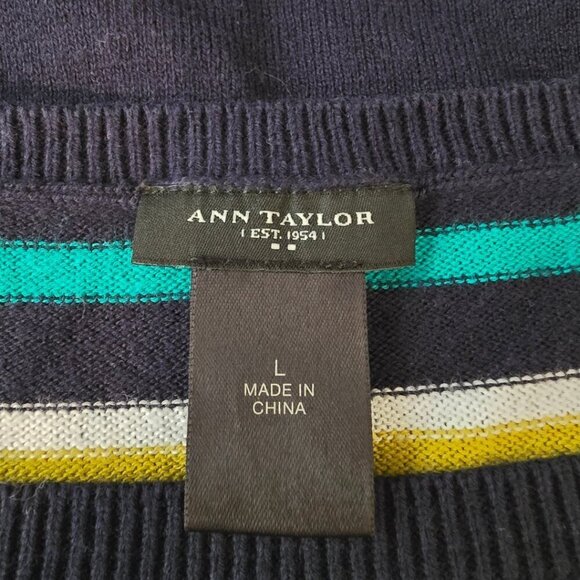 ANN TAYLOR
| EST. 1954 |
L
MADE IN
CHINA